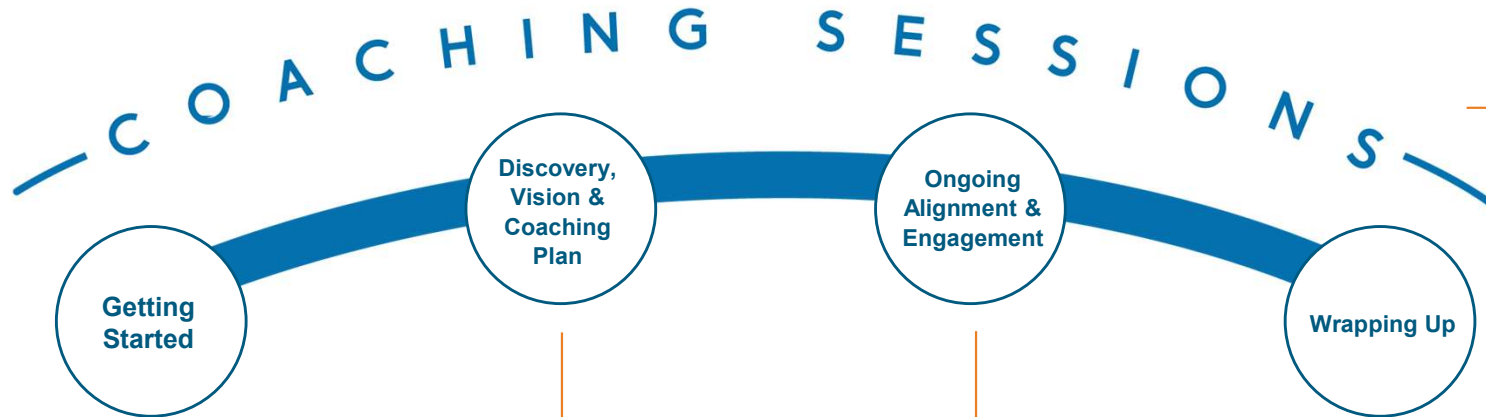 COACHING SESSIONS
Getting
Started
Discovery,
Vision &
Coaching
Plan
Ongoing
Alignment &
Engagement
Wrapping Up